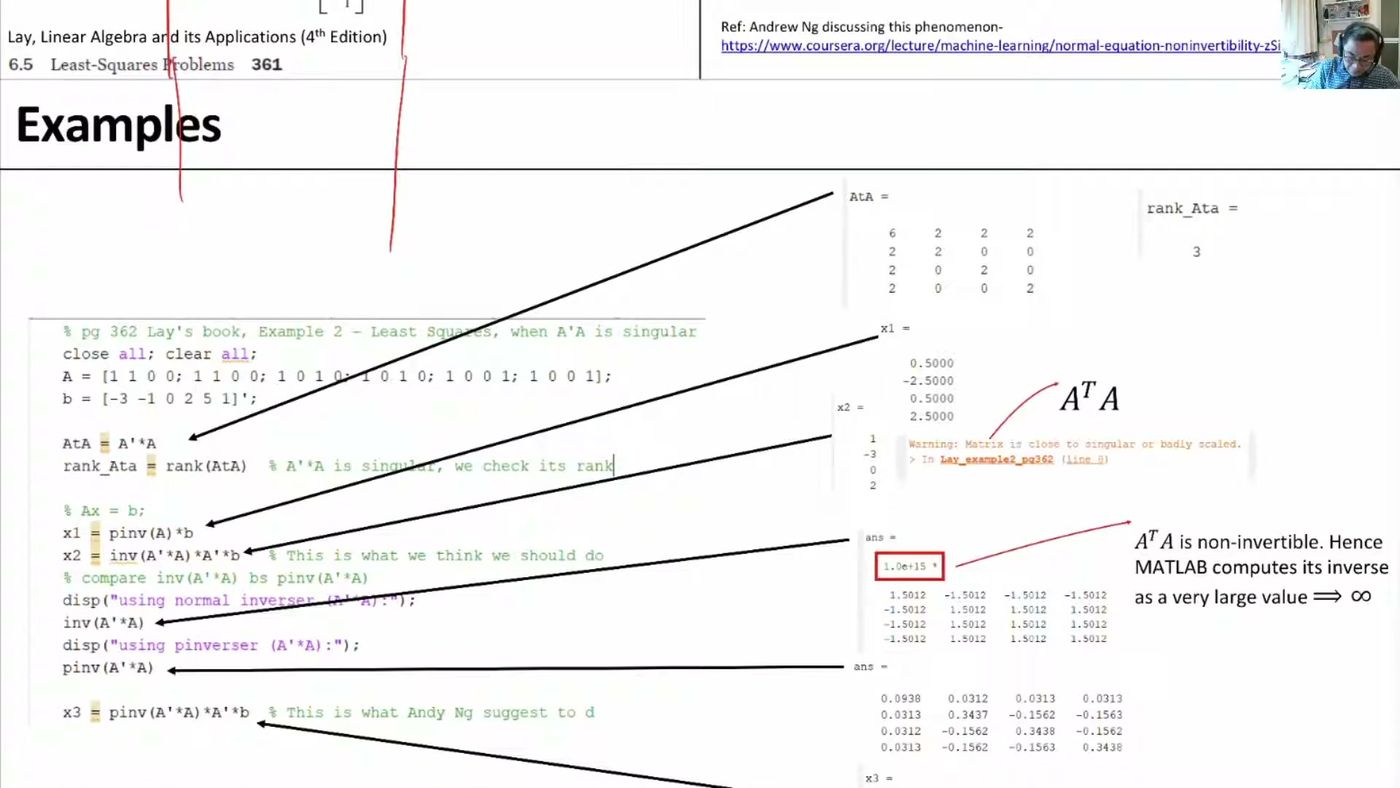 Lay, Linear Algebra and its Applications (4th Edition)
6.5 Least-Squares Problems 361
Ref: Andrew Ng discussing this phenomenon-
https://www.coursera.org/lecture/machine-learning/normal-equation-noninvertibility-zSi
Examples
% pg 362 Lay's book, Example 2 – Least Squares, when A'A is singular
close all; clear all;
A = [1 1 0 0; 1 1 0 0; 1 0 1 0; 1 0 1 0; 1 0 0 1; 1 0 0 1];
b = [-3 -1 0 2 5 1]';
AtA = A'*A
rank_Ata = rank(AtA) % A'*A is singular, we check its rank
% Ax = b;
x1 = pinv(A)*b
x2 = inv(A'*A)*A'*b % This is what we think we should do
% compare inv(A'*A) bs pinv(A'*A)
disp("using normal inverser (A'*A):");
inv(A'*A)
disp("using pinverser (A'*A):");
pinv(A'*A)
x3 = pinv(A'*A)*A'*b % This is what Andy Ng suggest to d
AtA =
6 2 2 2
2 2 0 0
2 0 2 0
2 0 0 2
rank_Ata =
3
x1 =
0.5000
-2.5000
0.5000
2.5000
x2 =
1
-3
0
2
A^T A
Warning: Matrix is close to singular or badly scaled.
> In Lay_example2_pg362 (line 8)
ans =
1.0e+15 *
1.5012 -1.5012 -1.5012 -1.5012
-1.5012 1.5012 1.5012 1.5012
-1.5012 1.5012 1.5012 1.5012
-1.5012 1.5012 1.5012 1.5012
A^T A is non-invertible. Hence
MATLAB computes its inverse
as a very large value ⟹ ∞
ans =
0.0938 0.0312 0.0313 0.0313
0.0313 0.3437 -0.1562 -0.1563
0.0312 -0.1562 0.3438 -0.1562
0.0313 -0.1562 -0.1563 0.3438
x3 =